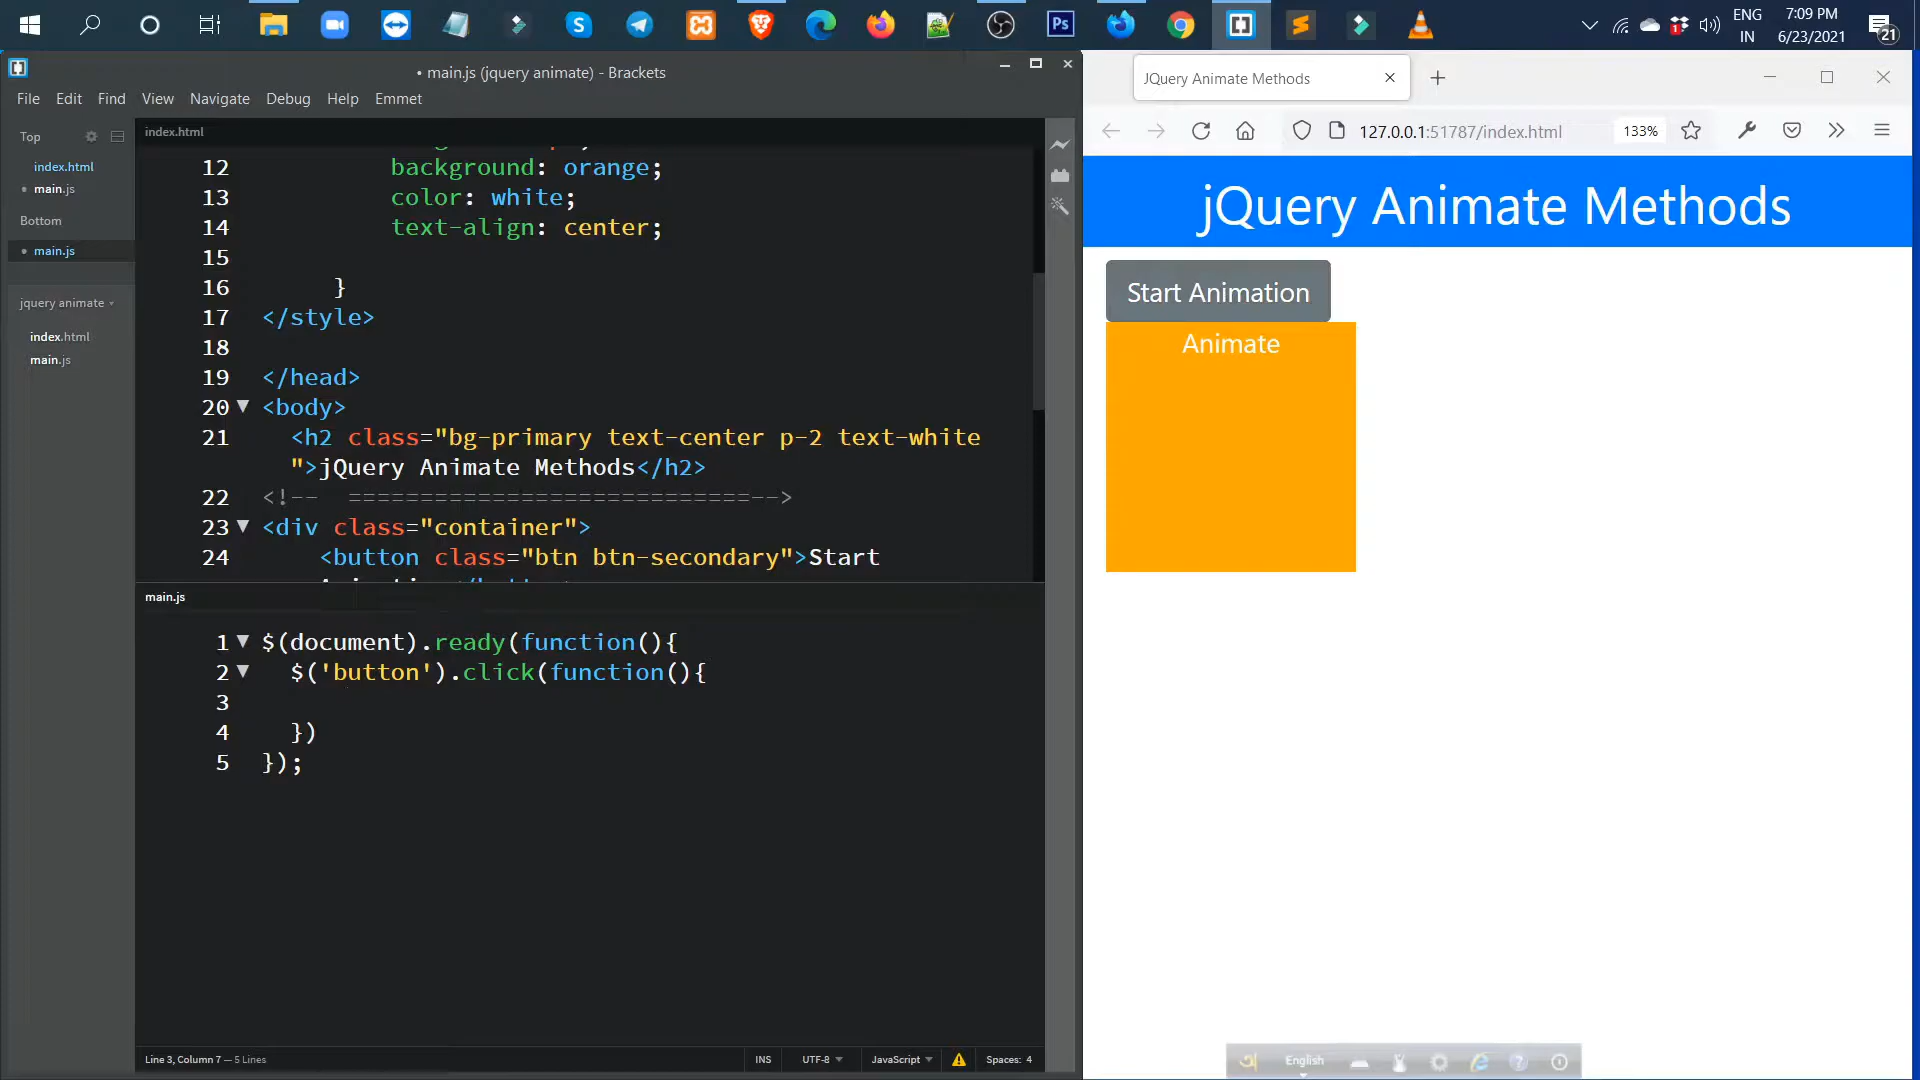 Ps
ENG
IN
7:09 PM
6/23/2021
21
• main.js (jquery animate) - Brackets
File Edit Find View Navigate Debug Help Emmet
Top
index.html
main.js
Bottom
main.js
jquery animate
index.html
main.js
index.html
12 background: orange;
13 color: white;
14 text-align: center;
15
16 }
17 </style>
18
19 </head>
20 <body>
21 <h2 class="bg-primary text-center p-2 text-white
">jQuery Animate Methods</h2>
22 <!-- ============================-->
23 <div class="container">
24 <button class="btn btn-secondary">Start
main.js
1 $(document).ready(function(){
2 $('button').click(function(){
3
4 })
5 });
Line 3, Column 7 — 5 Lines
INS UTF-8 JavaScript Spaces: 4
JQuery Animate Methods
127.0.0.1:51787/index.html 133%
jQuery Animate Methods
Start Animation
Animate
English